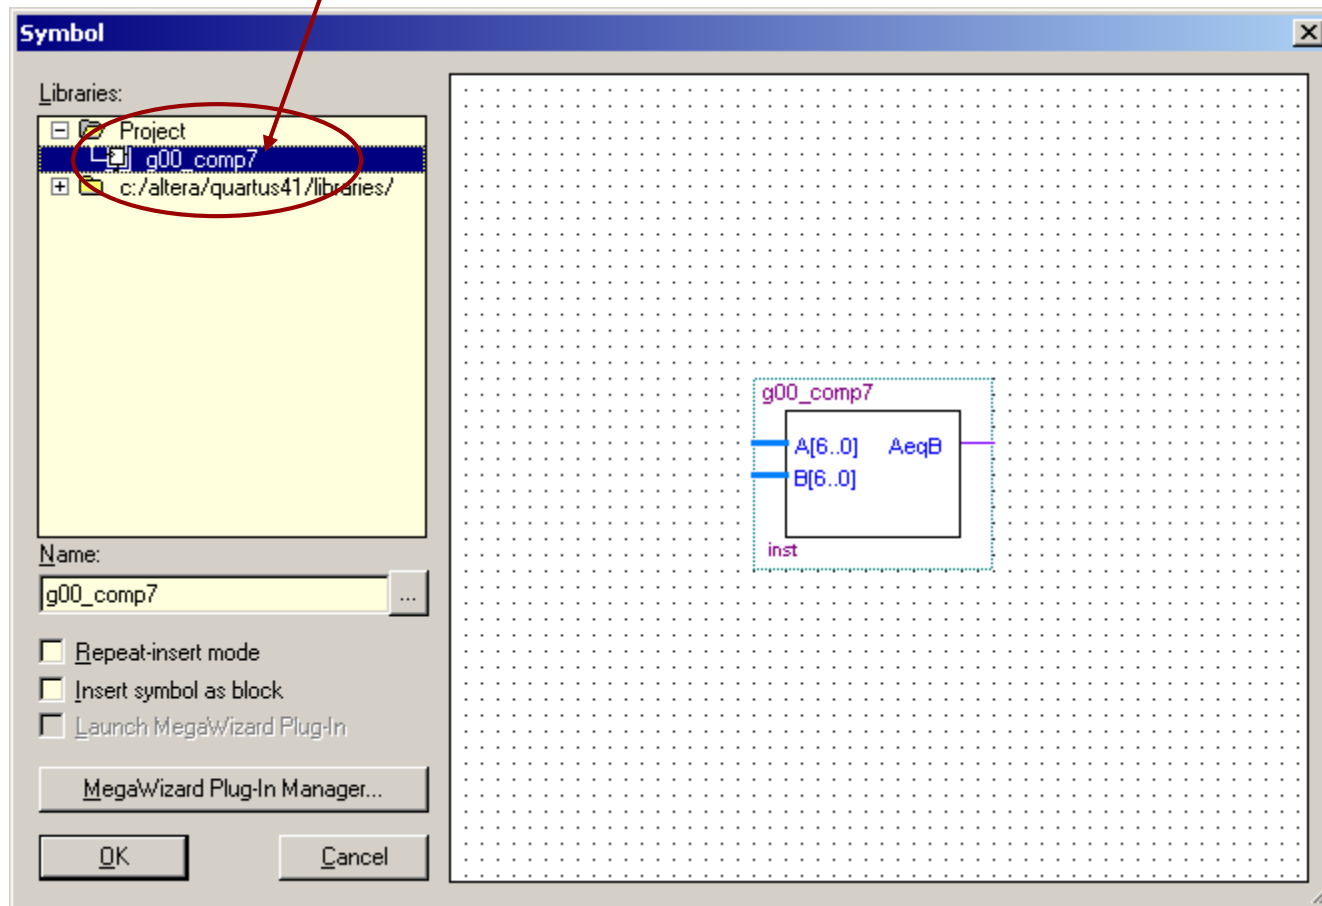 Symbol
Libraries:
Project
g00_comp7
c:/altera/quartus41/libraries/
Name:
g00_comp7
...
Repeat-insert mode
Insert symbol as block
Launch MegaWizard Plug-In
MegaWizard Plug-In Manager...
OK
Cancel
g00_comp7
A[6..0] AeqB
B[6..0]
inst